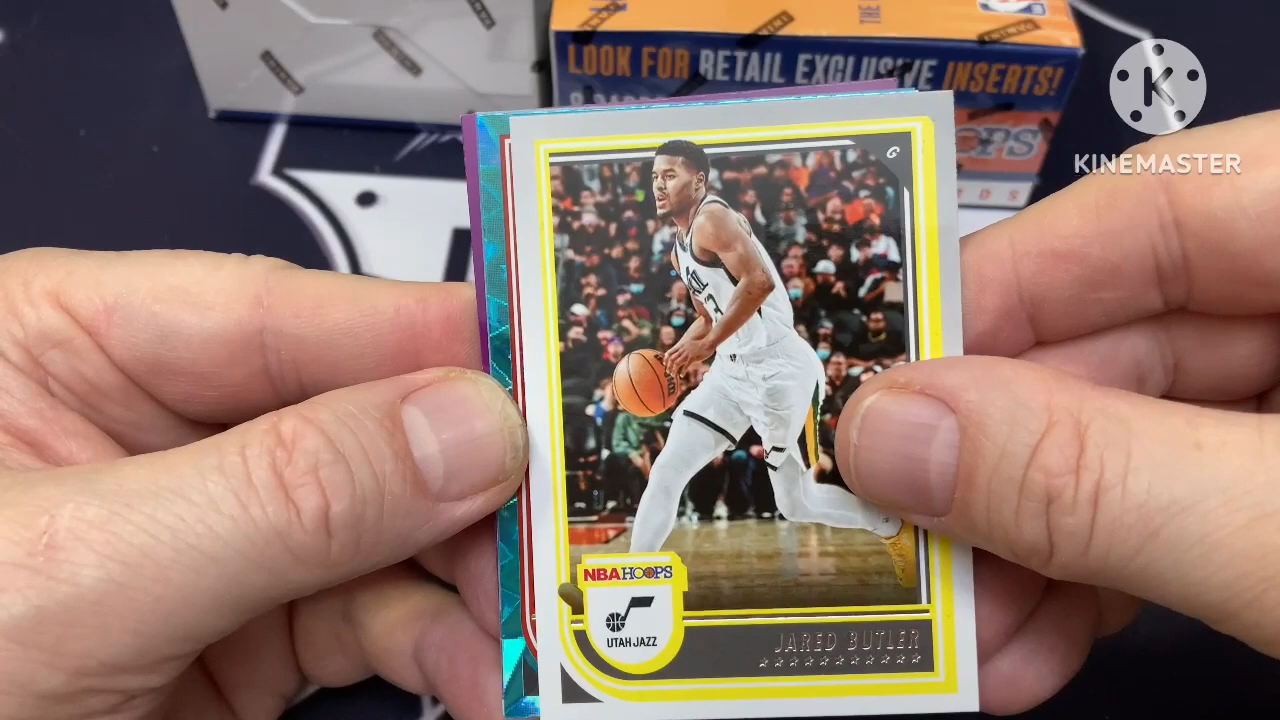 LOOK FOR RETAIL EXCLUSIVE INSERTS!
K
KINEMASTER
G
NBA HOOPS
UTAH JAZZ
JARED BUTLER